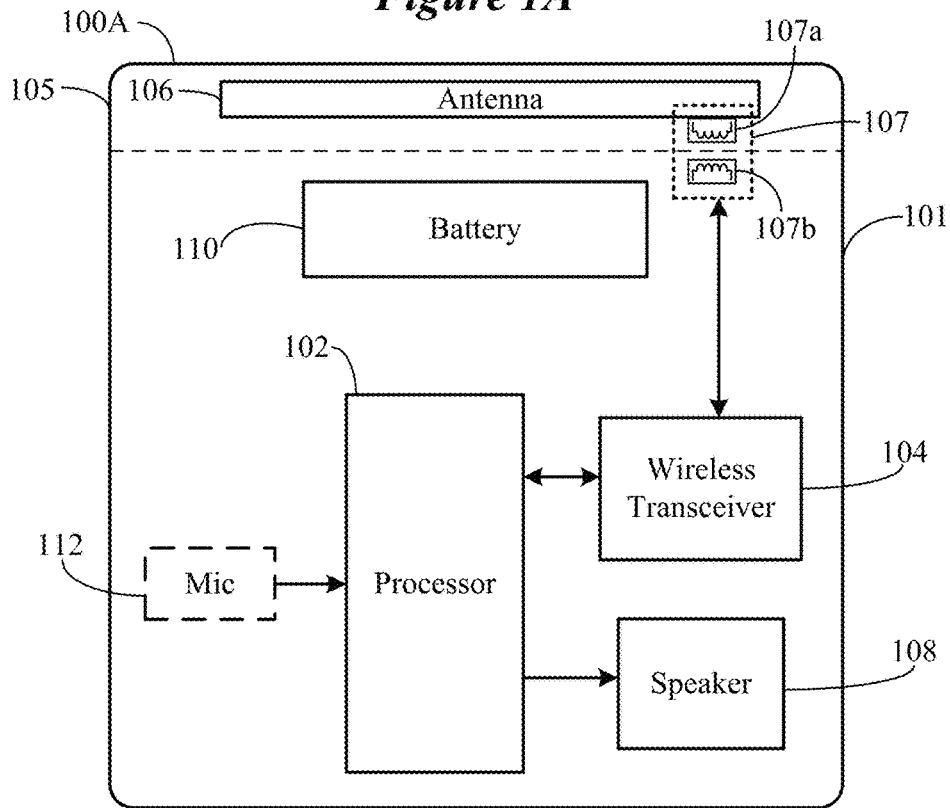 Figure 1A
100A
107a
105
106
Antenna
107
107b
101
Battery
110
102
Wireless
Transceiver
104
112
Mic
Processor
Speaker
108